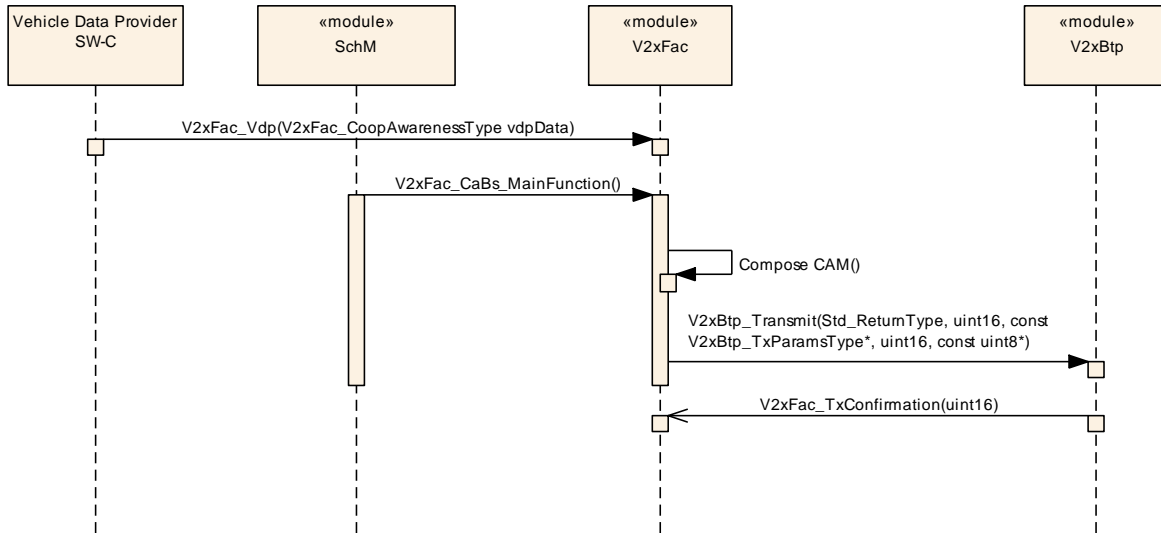 Vehicle Data Provider
SW-C
«module»
SchM
«module»
V2xFac
«module»
V2xBtp
V2xFac_Vdp(V2xFac_CoopAwarenessType vdpData)
V2xFac_CaBs_MainFunction()
Compose CAM()
V2xBtp_Transmit(Std_ReturnType, uint16, const
V2xBtp_TxParamsType*, uint16, const uint8*)
V2xFac_TxConfirmation(uint16)